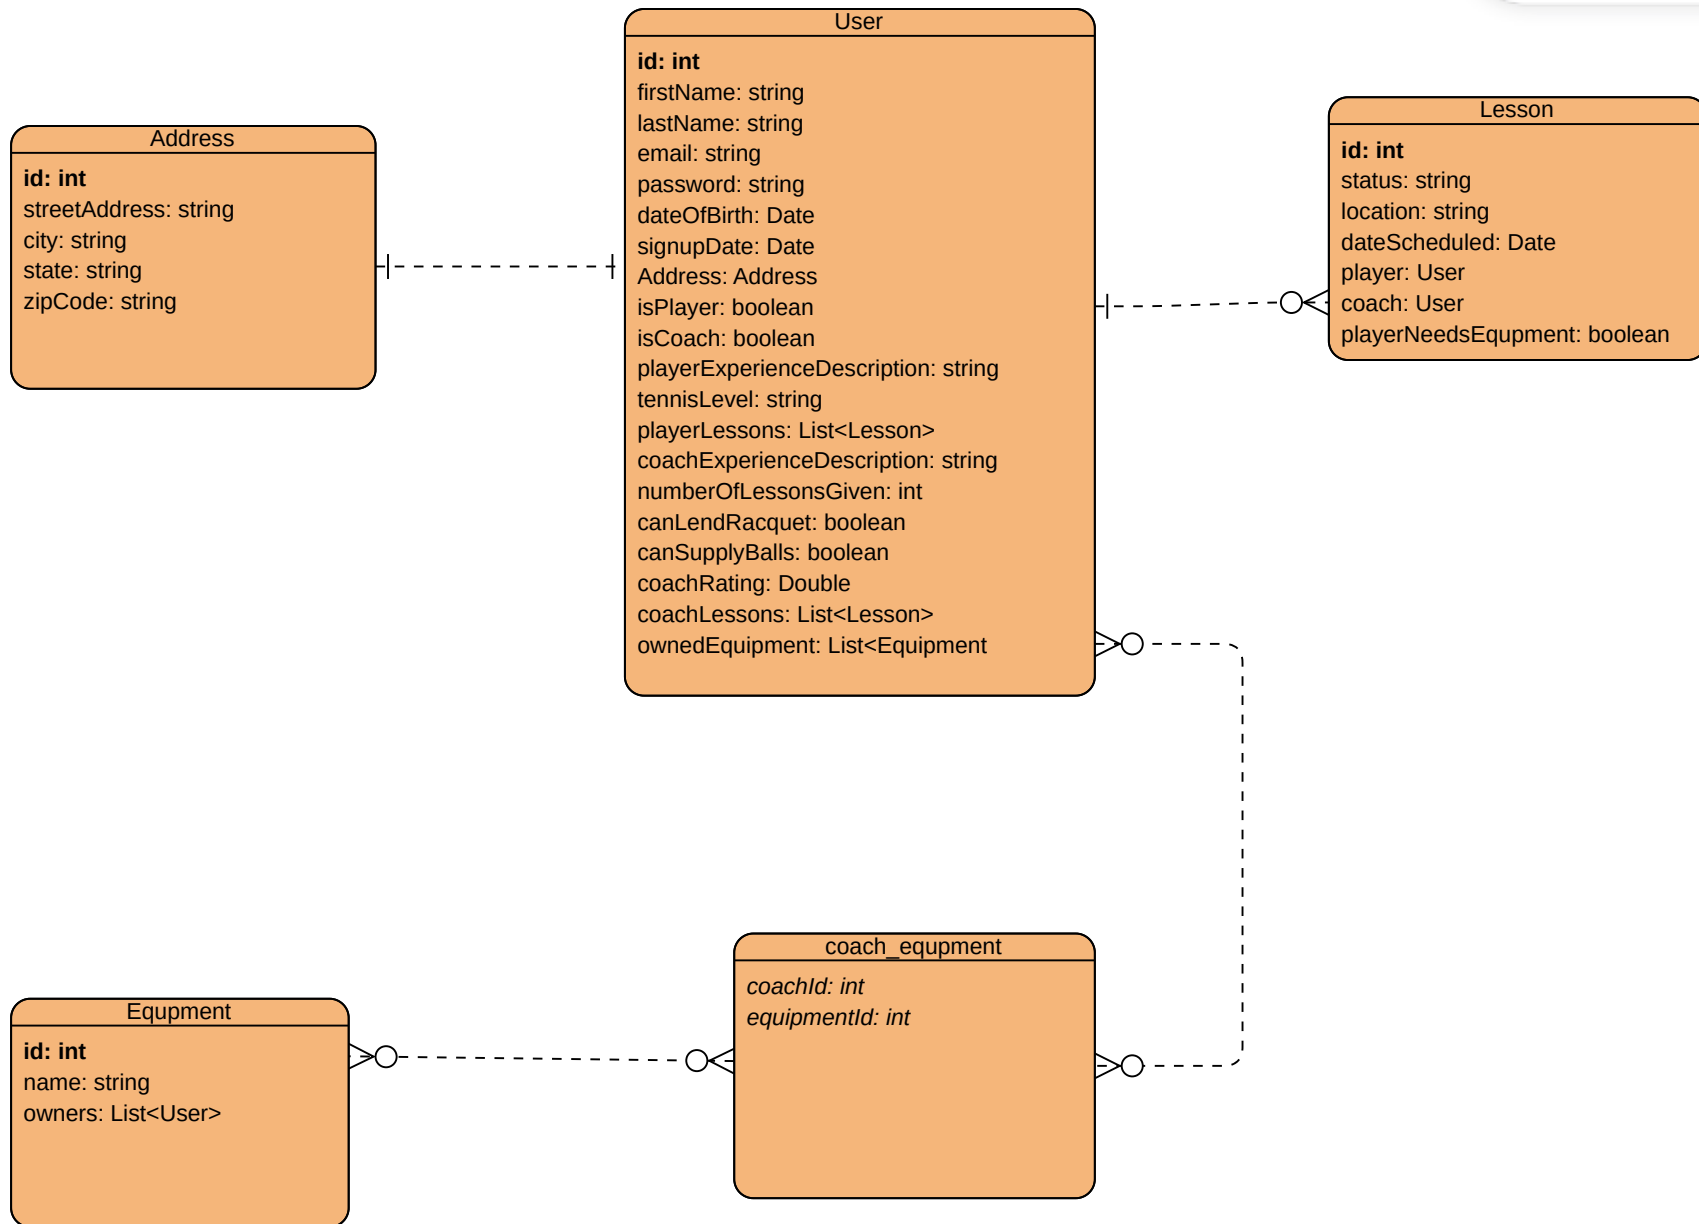 User
id: int
firstName: string
lastName: string
email: string
password: string
dateOfBirth: Date
signupDate: Date
Address: Address
isPlayer: boolean
isCoach: boolean
playerExperienceDescription: string
tennisLevel: string
playerLessons: List<Lesson>
coachExperienceDescription: string
numberOfLessonsGiven: int
canLendRacquet: boolean
canSupplyBalls: boolean
coachRating: Double
coachLessons: List<Lesson>
ownedEquipment: List<Equipment
Address
id: int
streetAddress: string
city: string
state: string
zipCode: string
Lesson
id: int
status: string
location: string
dateScheduled: Date
player: User
coach: User
playerNeedsEqupment: boolean
coach_equpment
coachId: int
equipmentId: int
Equpment
id: int
name: string
owners: List<User>